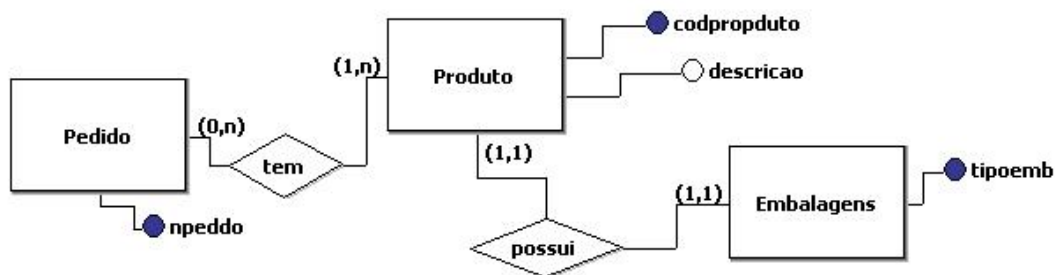 codpropduto
(1,n)
Produto
descricao
Pedido
(0,n)
tem
(1,1)
npeddo
(1,1)
Embalagens
tipoemb
possui